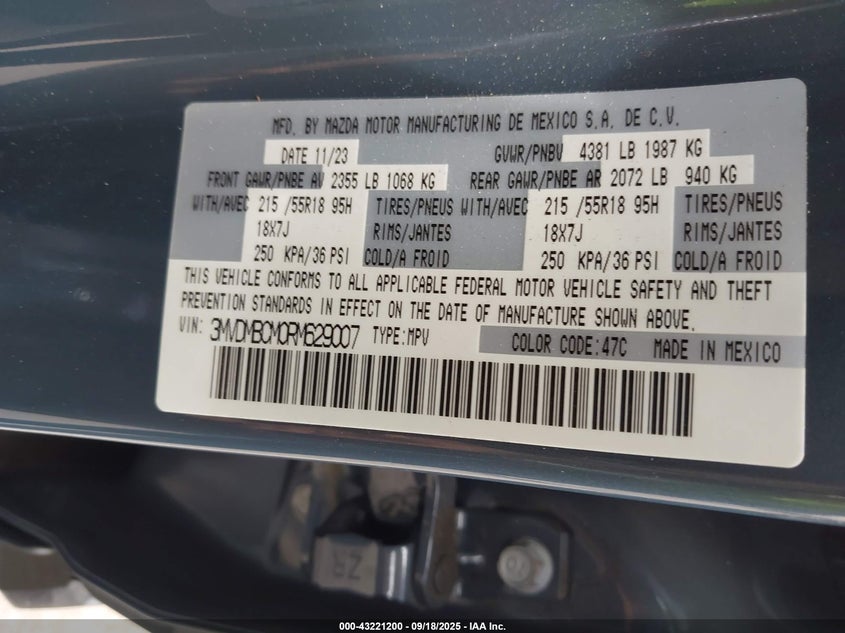 MFD. BY MAZDA MOTOR MANUFACTURING DE MEXICO S.A. DE C.V.
DATE 11/23 GVWR/PNBV 4381 LB 1987 KG
FRONT GAWR/PNBE AV 2355 LB 1068 KG REAR GAWR/PNBE AR 2072 LB 940 KG
WITH/AVEC 215 /55R18 95H TIRES/PNEUS WITH/AVEC 215 /55R18 95H TIRES/PNEUS
18X7J RIMS/JANTES 18X7J RIMS/JANTES
250 KPA/36 PSI COLD/A FROID 250 KPA/36 PSI COLD/A FROID
THIS VEHICLE CONFORMS TO ALL APPLICABLE FEDERAL MOTOR VEHICLE SAFETY AND THEFT
PREVENTION STANDARDS IN EFFECT ON THE DATE OF MANUFACTURE SHOWN ABOVE.
VIN: 3MVDMBCM0RM629007 TYPE:MPV COLOR CODE:47C MADE IN MEXICO
ZR
000-43221200 - 09/18/2025 - IAA Inc.